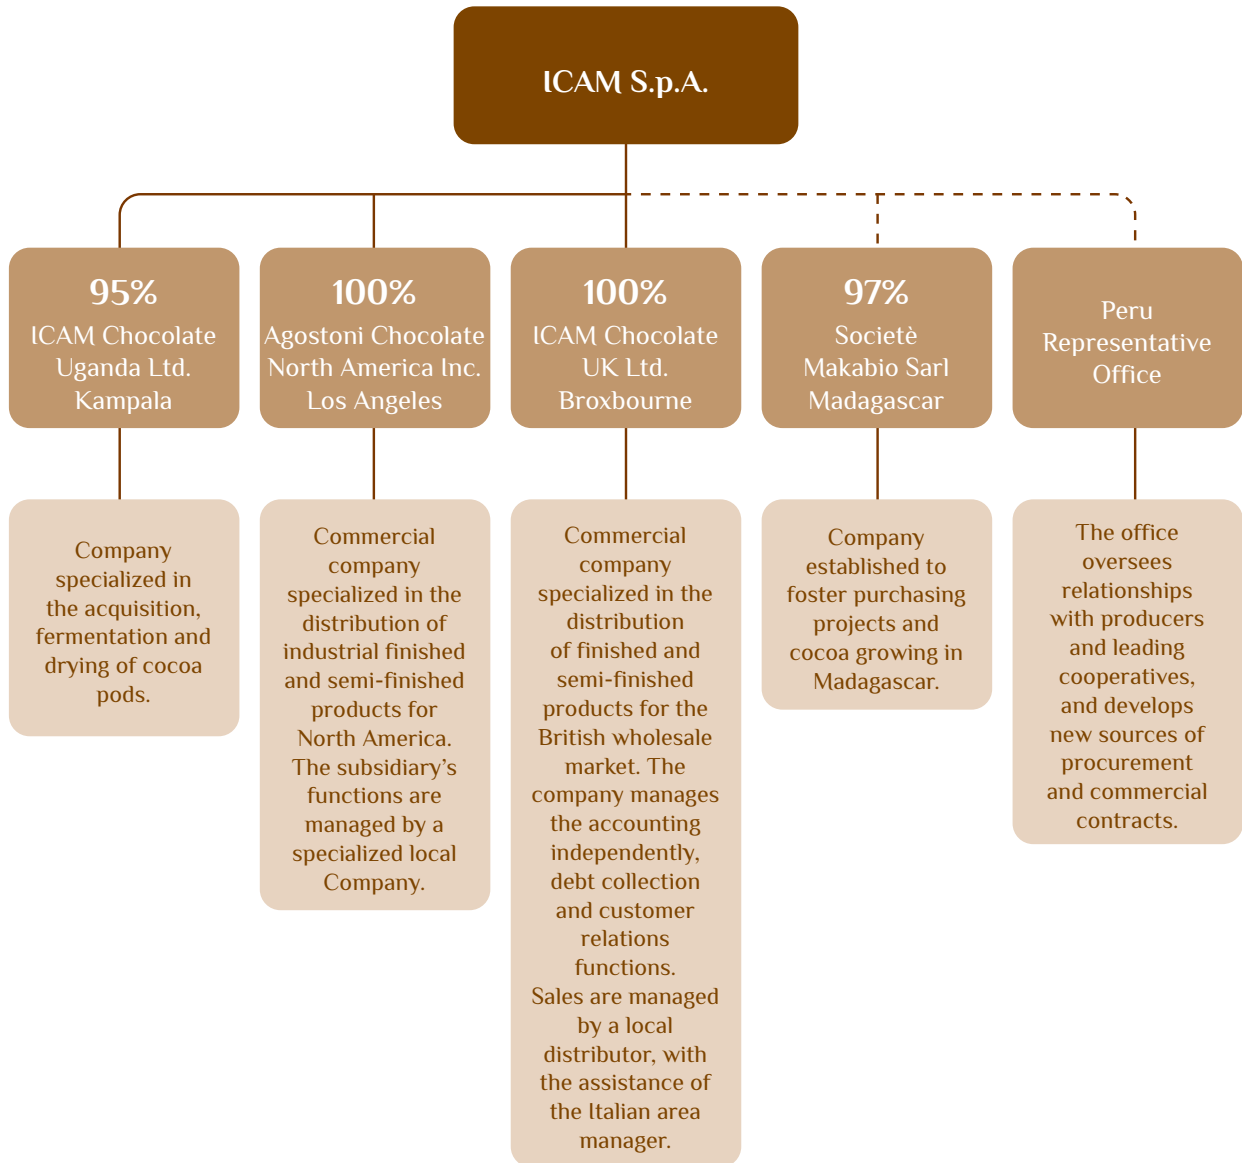 ICAM S.p.A.
95%
ICAM Chocolate
Uganda Ltd.
Kampala
100%
Agostoni Chocolate
North America Inc.
Los Angeles
100%
ICAM Chocolate
UK Ltd.
Broxbourne
97%
Societè
Makabio Sarl
Madagascar
Peru
Representative
Office
Company
specialized in
the acquisition,
fermentation and
drying of cocoa
pods.
Commercial
company
specialized in the
distribution of
industrial finished
and semi-finished
products for
North America.
The subsidiary’s
functions are
managed by a
specialized local
Company.
Commercial
company
specialized in the
distribution
of finished and
semi-finished
products for the
British wholesale
market. The
company manages
the accounting
independently,
debt collection
and customer
relations
functions.
Sales are managed
by a local
distributor, with
the assistance of
the Italian area
manager.
Company
established to
foster purchasing
projects and
cocoa growing in
Madagascar.
The office
oversees
relationships
with producers
and leading
cooperatives,
and develops
new sources of
procurement
and commercial
contracts.